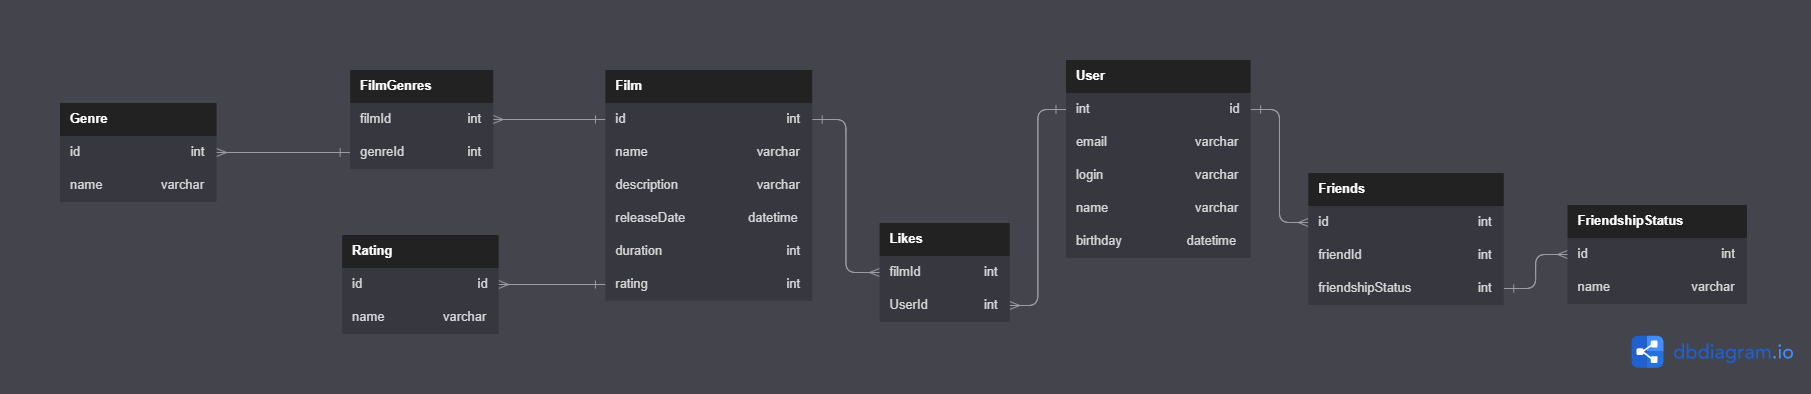 Genre
id int
name varchar
FilmGenres
filmId int
genreId int
Rating
id id
name varchar
Film
id int
name varchar
description varchar
releaseDate datetime
duration int
rating int
Likes
filmId int
UserId int
User
int id
email varchar
login varchar
name varchar
birthday datetime
Friends
id int
friendId int
friendshipStatus int
FriendshipStatus
id int
name varchar
dbdiagram.io